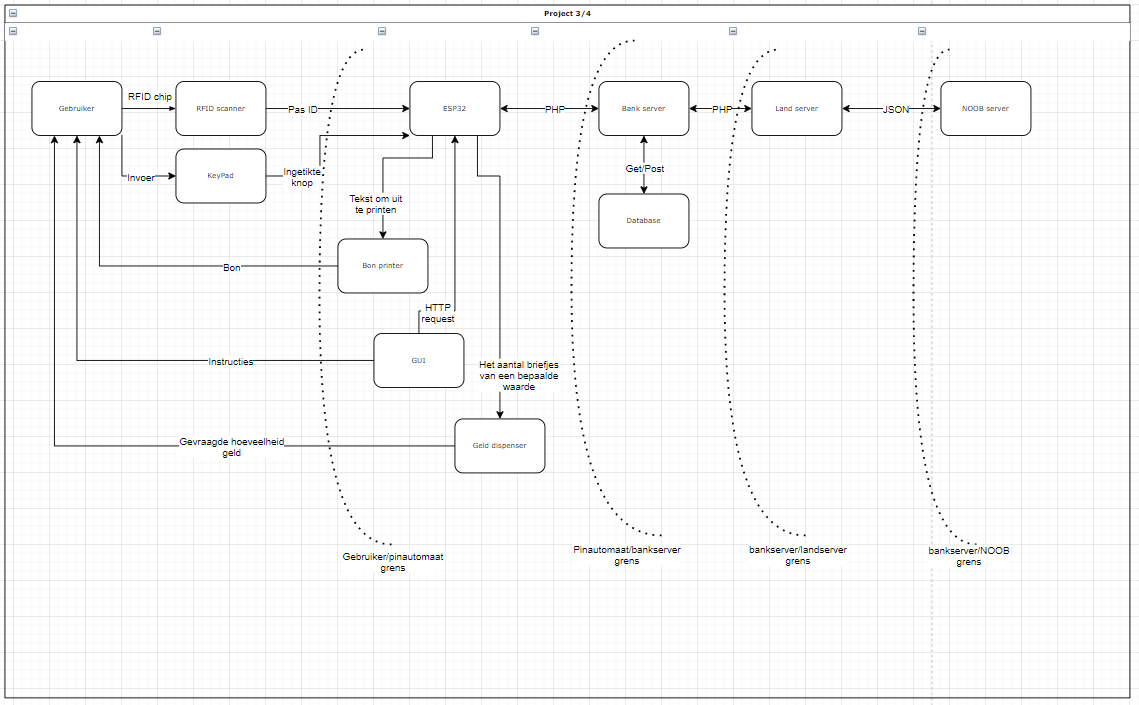 Project 3/4
Gebruiker
RFID chip
RFID scanner
Pas ID
ESP32
PHP
Bank server
PHP
Land server
JSON
NOOB server
Invoer
KeyPad
Ingetikte
knop
Get/Post
Tekst om uit
te printen
Database
Bon
Bon printer
HTTP
request
Instructies
GUI
Het aantal briefjes
van een bepaalde
waarde
Gevraagde hoeveelheid
geld
Geld dispenser
Gebruiker/pinautomaat
grens
Pinautomaat/bankserver
grens
bankserver/landserver
grens
bankserver/NOOB
grens